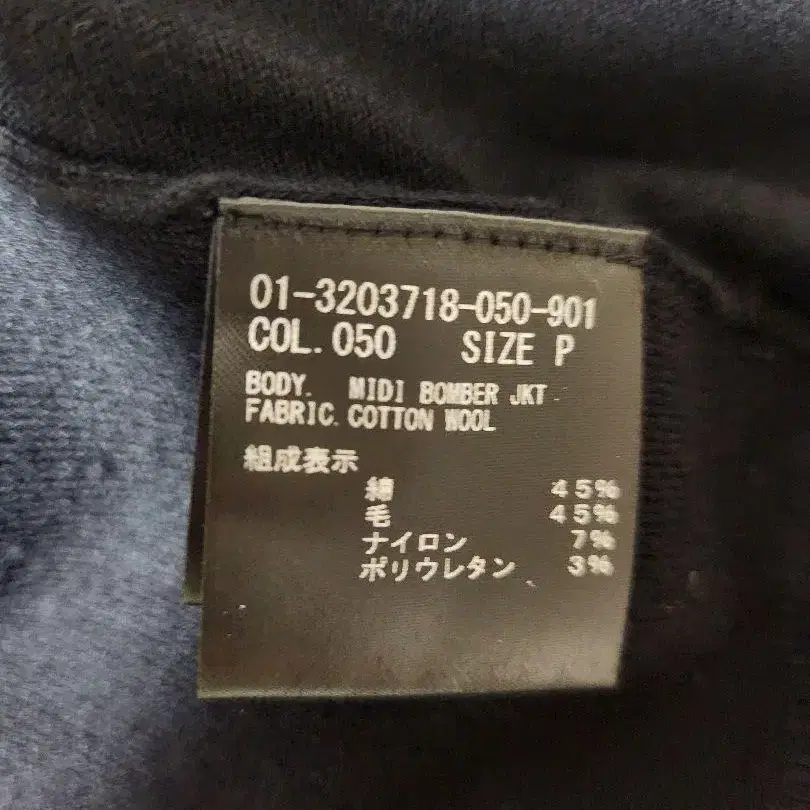 01-3203718-050-901
COL.050 SIZE P
BODY. MIDI BOMBER JKT
FABRIC. COTTON WOOL
組成表示
綿 45%
毛 45%
ナイロン 7%
ポリウレタン 3%